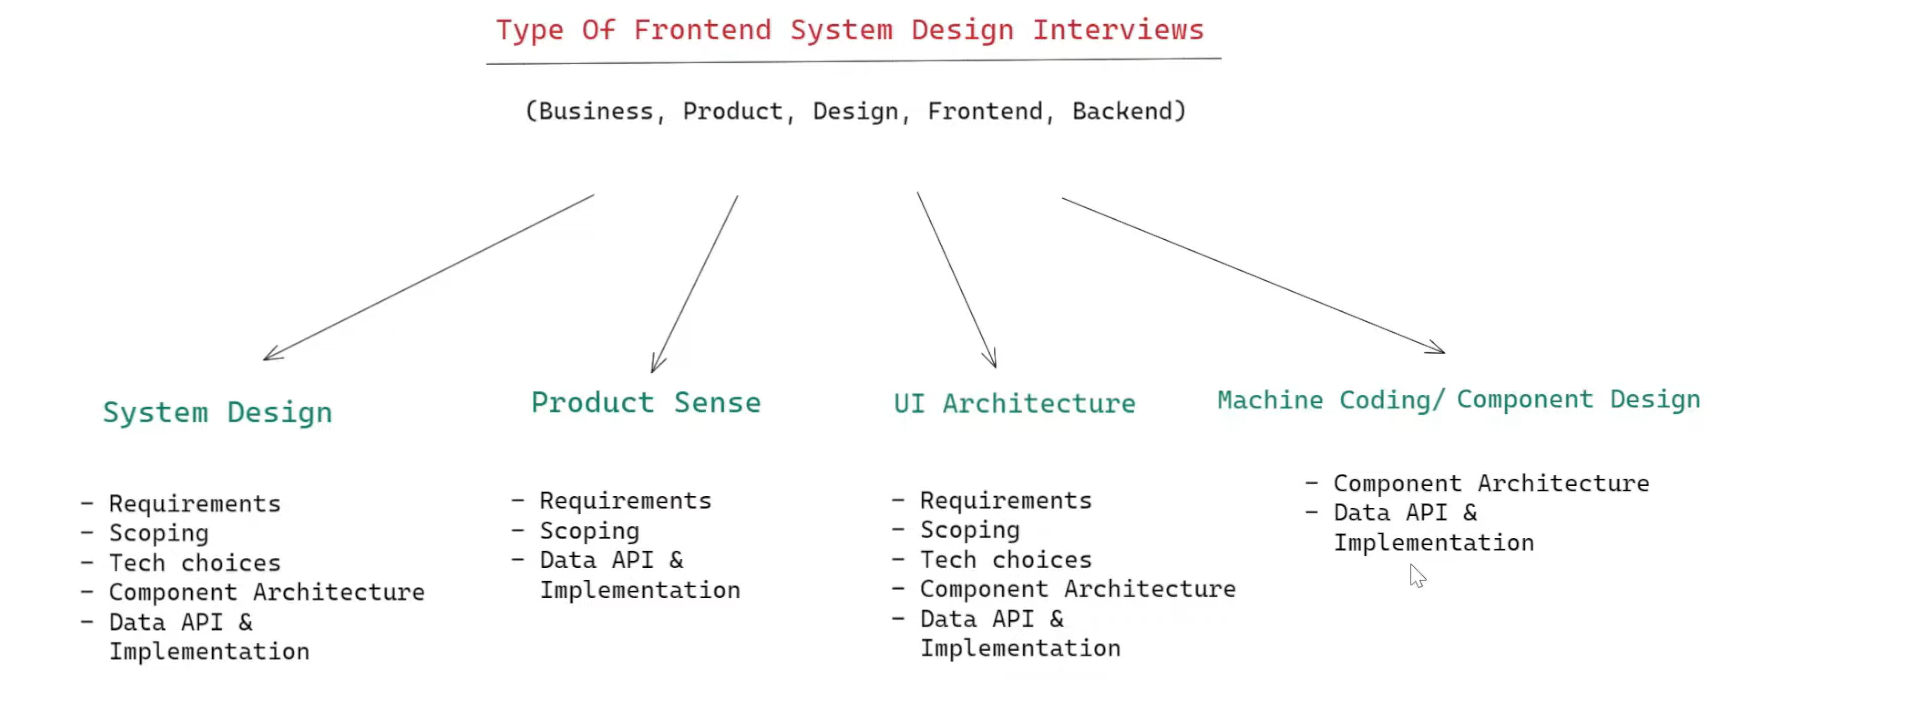 Type Of Frontend System Design Interviews
(Business, Product, Design, Frontend, Backend)
System Design
- Requirements
- Scoping
- Tech choices
- Component Architecture
- Data API &
Implementation
Product Sense
- Requirements
- Scoping
- Data API &
Implementation
UI Architecture
- Requirements
- Scoping
- Tech choices
- Component Architecture
- Data API &
Implementation
Machine Coding/ Component Design
- Component Architecture
- Data API &
Implementation